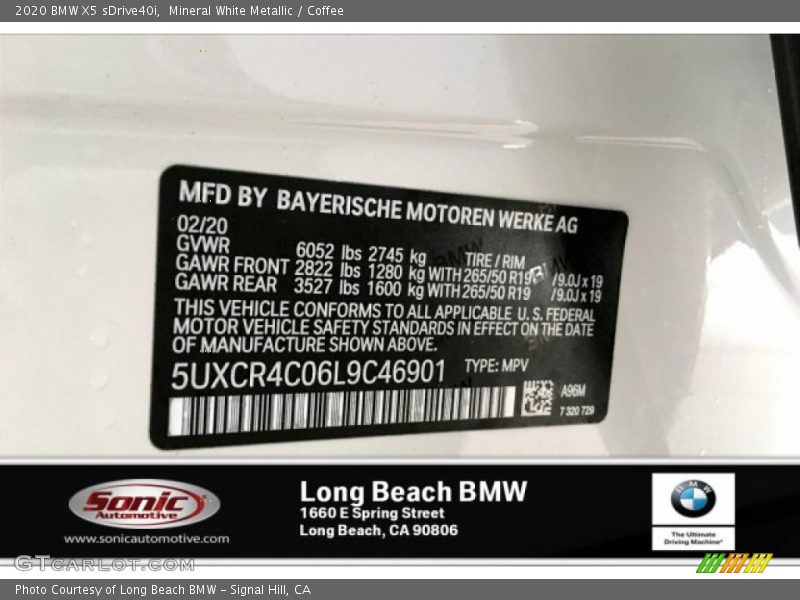 2020 BMW X5 sDrive40i, Mineral White Metallic / Coffee
MFD BY BAYERISCHE MOTOREN WERKE AG
02/20
GVWR 6052 lbs 2745 kg TIRE / RIM
GAWR FRONT 2822 lbs 1280 kg WITH 265/50 R19 /9.0J x 19
GAWR REAR 3527 lbs 1600 kg WITH 265/50 R19 /9.0J x 19
THIS VEHICLE CONFORMS TO ALL APPLICABLE U. S. FEDERAL
MOTOR VEHICLE SAFETY STANDARDS IN EFFECT ON THE DATE
OF MANUFACTURE SHOWN ABOVE.
5UXCR4C06L9C46901 TYPE: MPV
A96M
7 320 729
Sonic
Automotive
www.sonicautomotive.com
Long Beach BMW
1660 E Spring Street
Long Beach, CA 90806
BMW
The Ultimate
Driving Machine®
GTcarlot.com
Photo Courtesy of Long Beach BMW – Signal Hill, CA